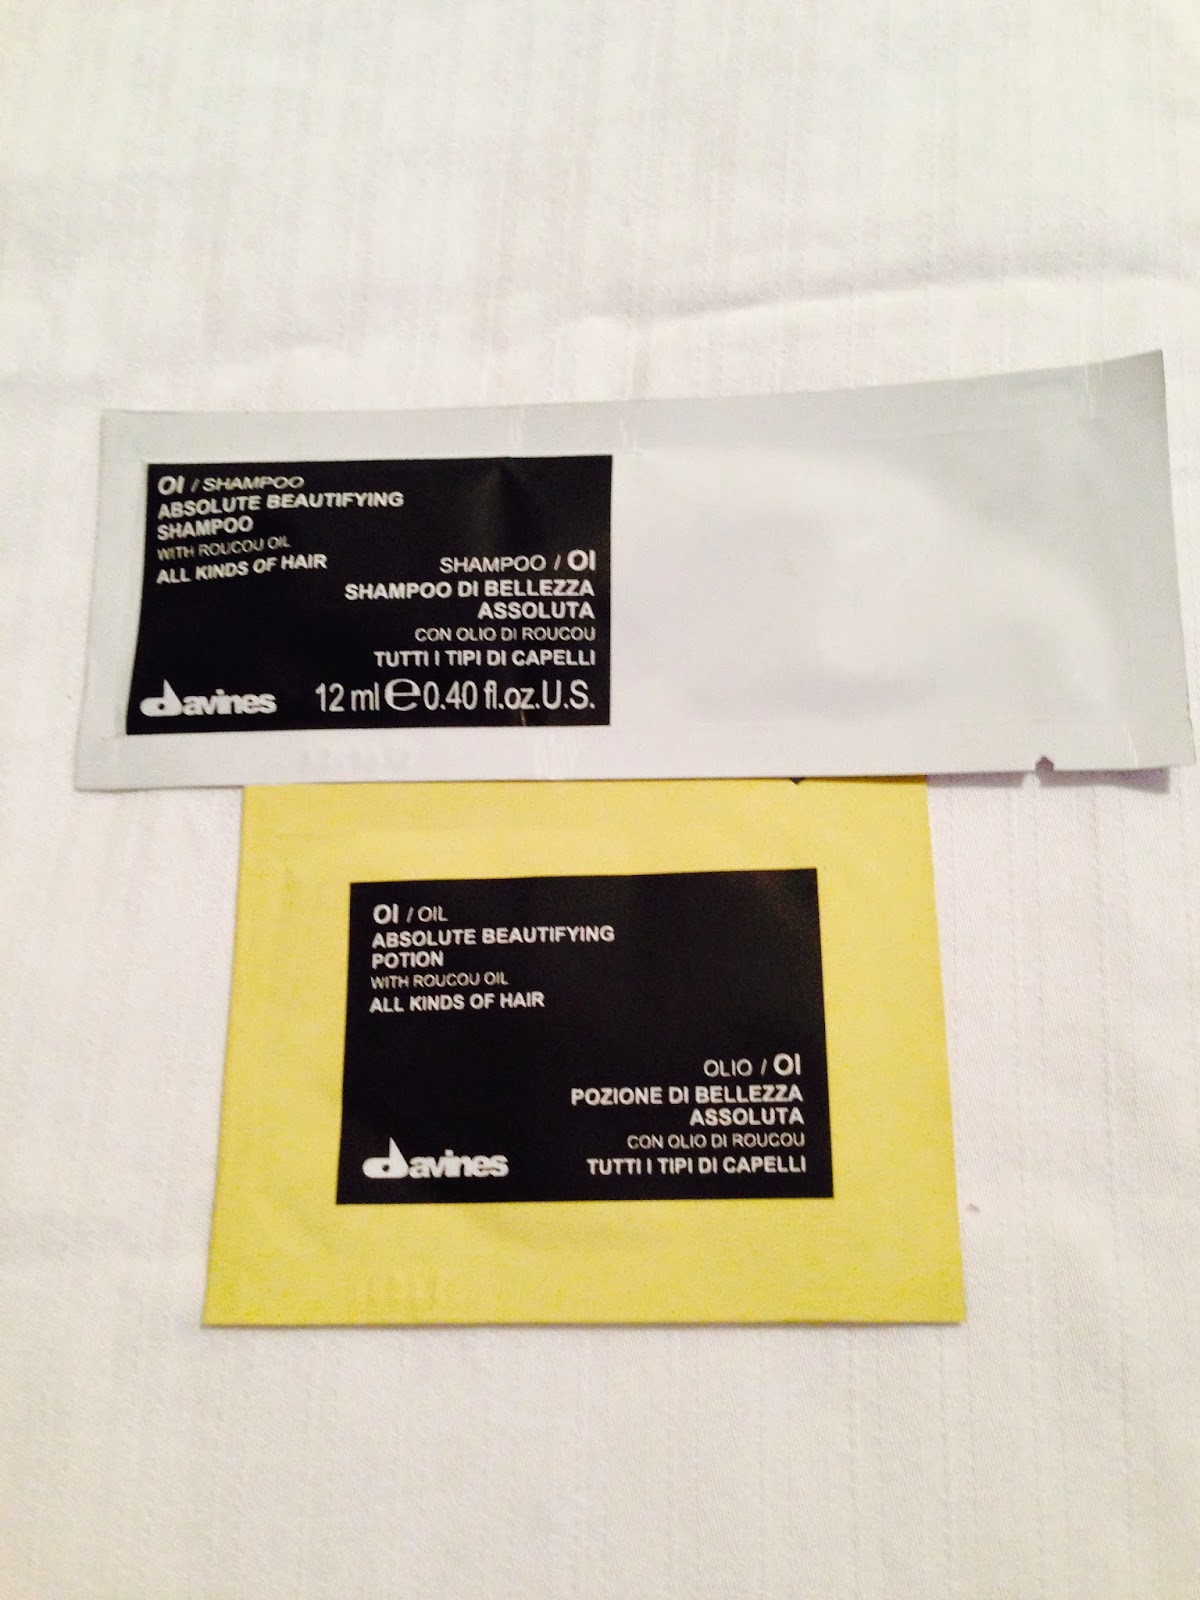 OI / SHAMPOO
ABSOLUTE BEAUTIFYING
SHAMPOO
WITH ROUCOU OIL
ALL KINDS OF HAIR
SHAMPOO / OI
SHAMPOO DI BELLEZZA
ASSOLUTA
CON OLIO DI ROUCOU
TUTTI I TIPI DI CAPELLI
davines 12 ml e 0.40 fl.oz.U.S.
OI / OIL
ABSOLUTE BEAUTIFYING
POTION
WITH ROUCOU OIL
ALL KINDS OF HAIR
OLIO / OI
POZIONE DI BELLEZZA
ASSOLUTA
CON OLIO DI ROUCOU
TUTTI I TIPI DI CAPELLI
davines